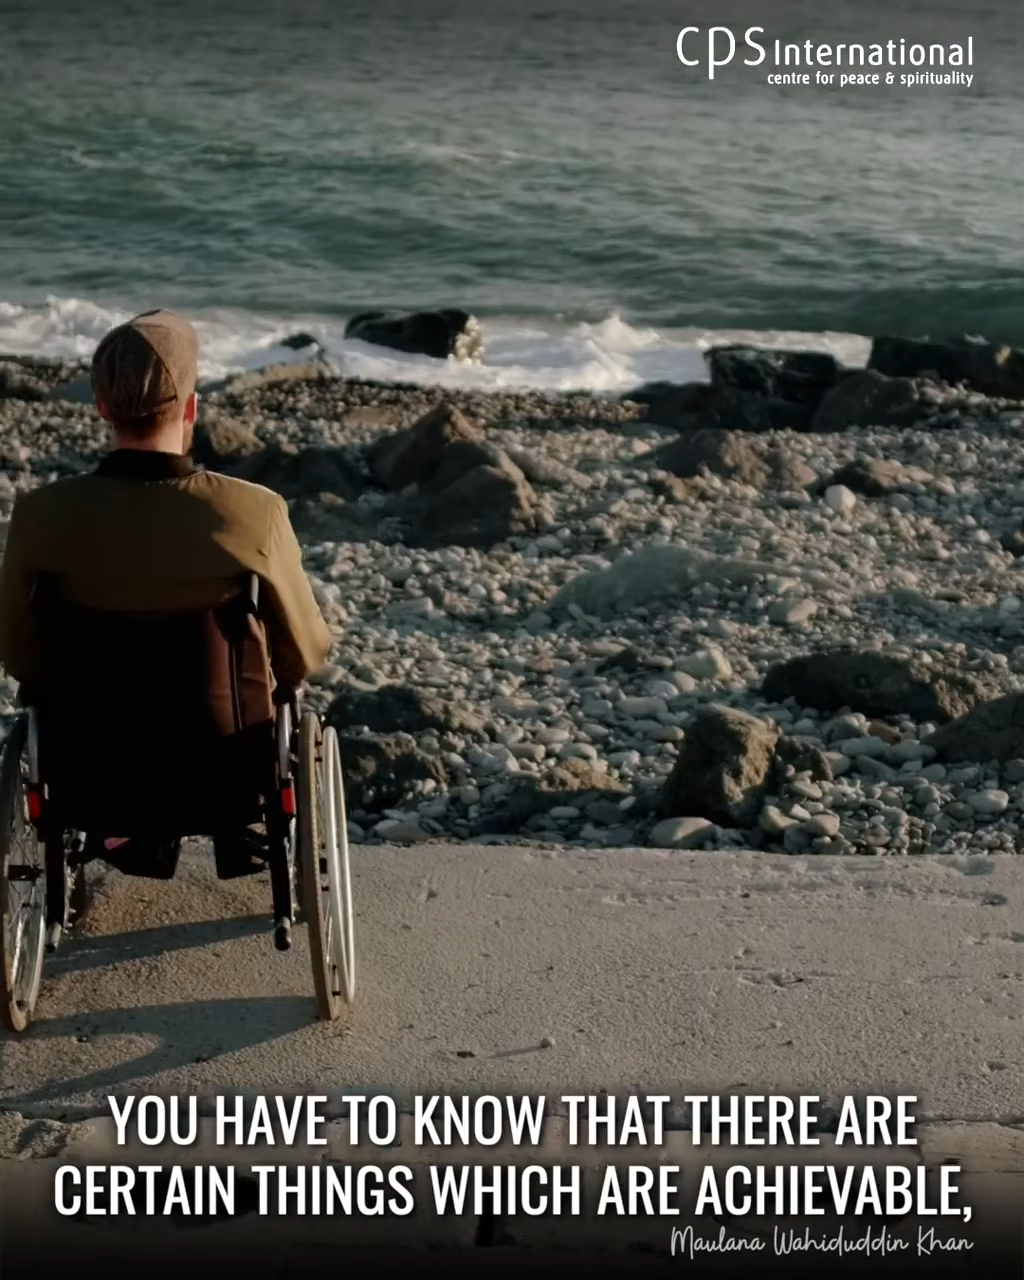 cps International
centre for peace & spirituality
YOU HAVE TO KNOW THAT THERE ARE
CERTAIN THINGS WHICH ARE ACHIEVABLE,
Maulana Wahiduddin Khan